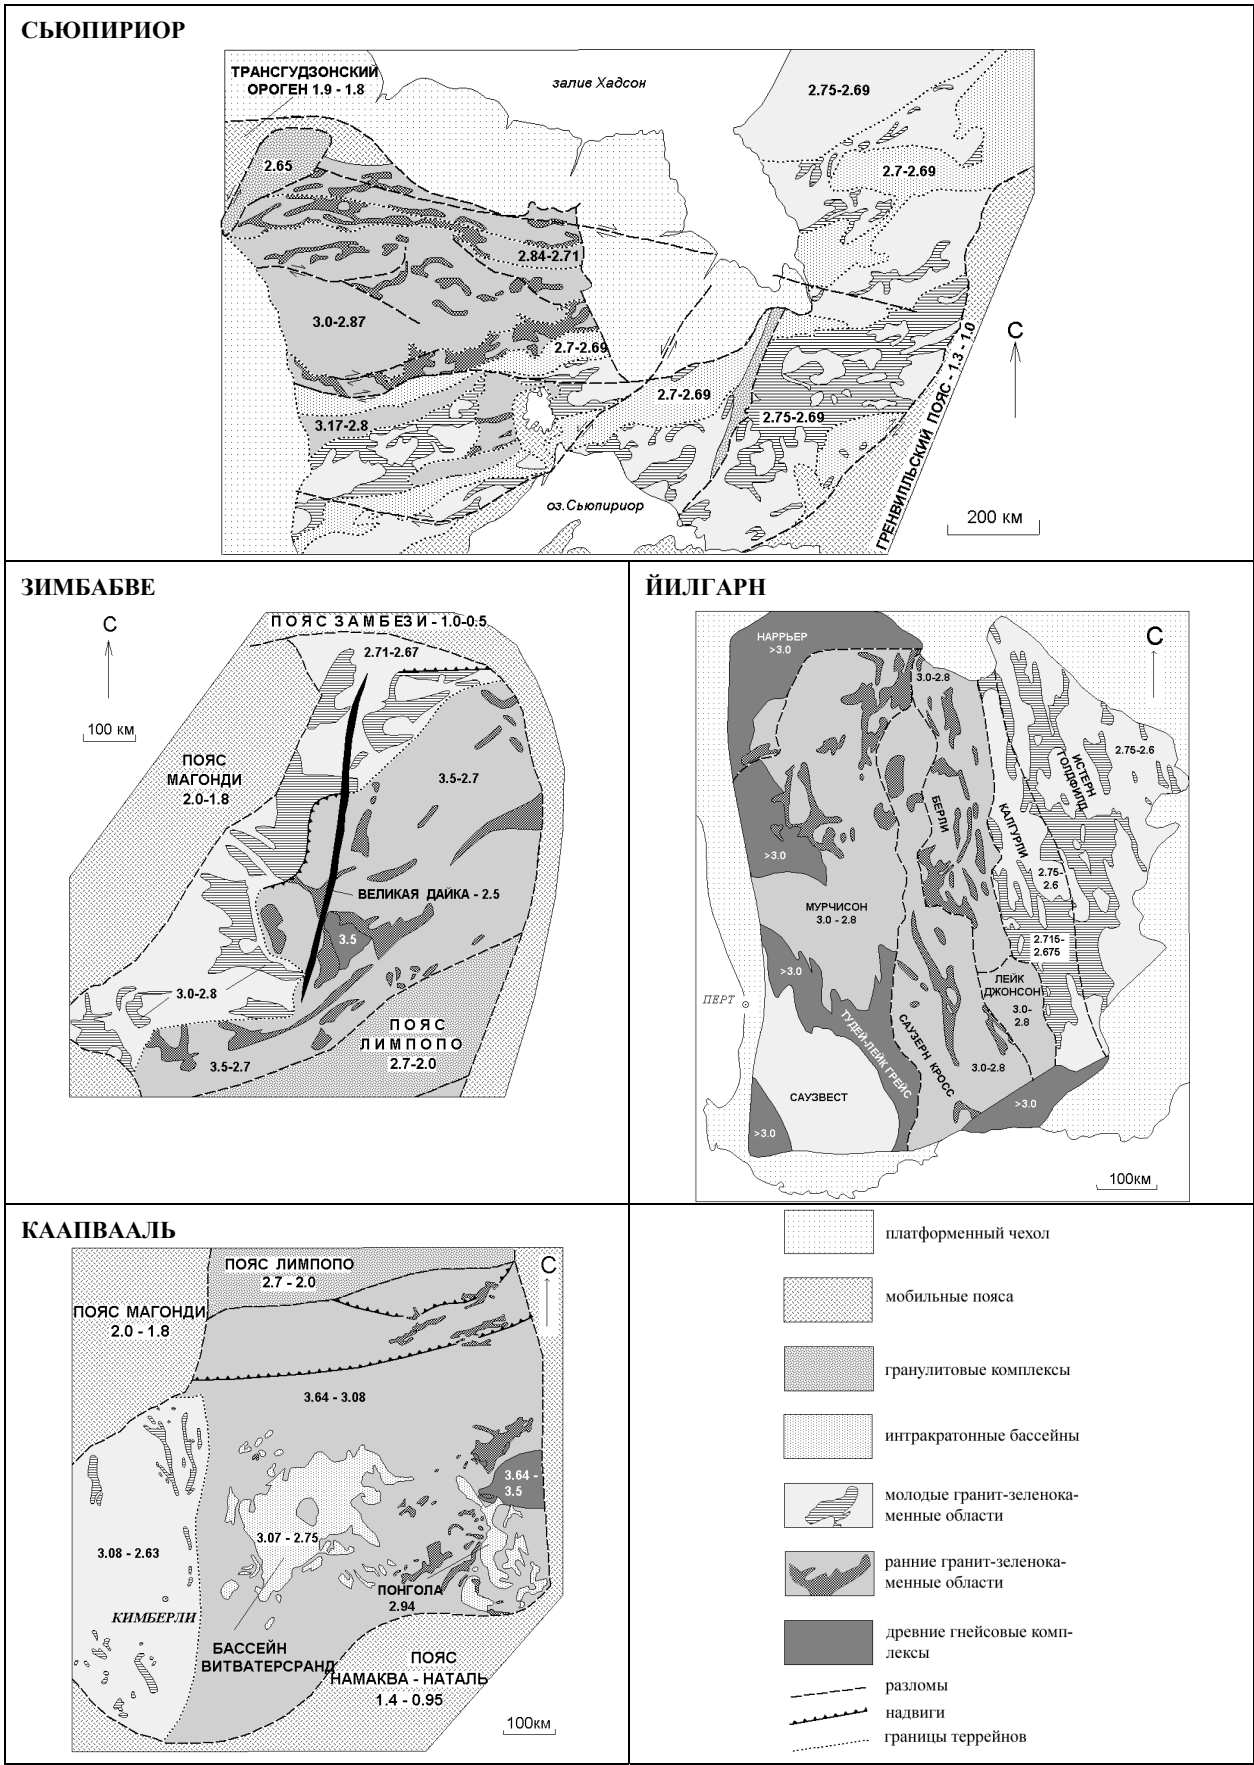 СЬЮПИРИОР
ТРАНСГУДЗОНСКИЙ
ОРОГЕН 1.9 - 1.8
залив Хадсон
2.75-2.69
2.65
2.7-2.69
2.84-2.71
3.0-2.87
2.7-2.69
2.7-2.69
3.17-2.8
2.75-2.69
С
ГРЕНВИЛЬСКИЙ ПОЯС - 1.3 - 1.0
оз.Сьюпириор
200 км
ЗИМБАБВЕ
С
100 км
ПОЯС ЗАМБЕЗИ - 1.0-0.5
2.71-2.67
ПОЯС
МАГОНДИ
2.0-1.8
3.5-2.7
ВЕЛИКАЯ ДАЙКА - 2.5
3.5
3.0-2.8
ПОЯС
ЛИМПОПО
2.7-2.0
3.5-2.7
ЙИЛГАРН
НАРРЬЕР
>3.0
С
3.0-2.8
2.75-2.6
ИСТЕРН
ГОЛДФИЛД
БЕРЛИ
КАЛГУРЛИ
>3.0
2.75-
2.6
МУРЧИСОН
3.0 - 2.8
2.715-
2.675
>3.0
ЛЕЙК
ДЖОНСОН
3.0-
2.8
ПЕРТ
ТУДЕЙ-ЛЕЙК ГРЕЙС
САУЗЕРН КРОСС
3.0-2.8
САУЗВЕСТ
>3.0
>3.0
100км
КААПВААЛЬ
ПОЯС ЛИМПОПО
2.7 - 2.0
С
ПОЯС МАГОНДИ
2.0 - 1.8
3.64 - 3.08
3.64 -
3.5
3.07 - 2.75
3.08 - 2.63
ПОНГОЛА
2.94
КИМБЕРЛИ
БАССЕЙН
ВИТВАТЕРСРАНД
ПОЯС
НАМАКВА - НАТАЛЬ
1.4 - 0.95
100км
платформенный чехол
мобильные пояса
гранулитовые комплексы
интракратонные бассейны
молодые гранит-зеленока-
менные области
ранние гранит-зеленока-
менные области
древние гнейсовые комп-
лексы
разломы
надвиги
границы террейнов